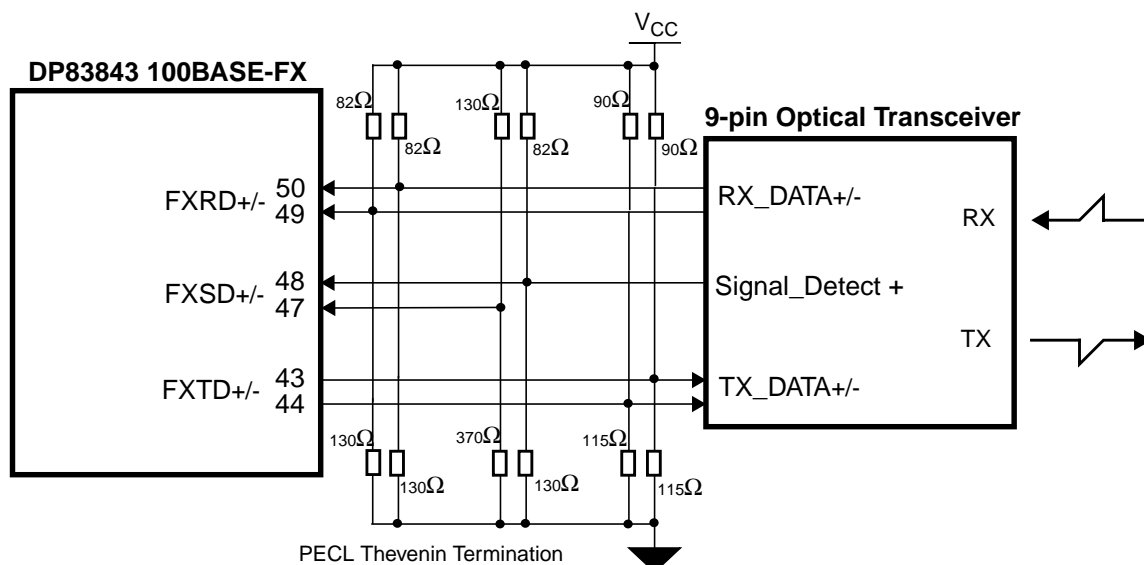 V_CC
DP83843 100BASE-FX
82Ω
130Ω
90Ω
9-pin Optical Transceiver
82Ω
82Ω
90Ω
FXRD+/-
50
49
RX_DATA+/-
RX
FXSD+/-
48
47
Signal_Detect +
TX
FXTD+/-
43
44
TX_DATA+/-
130Ω
370Ω
115Ω
130Ω
130Ω
115Ω
PECL Thevenin Termination